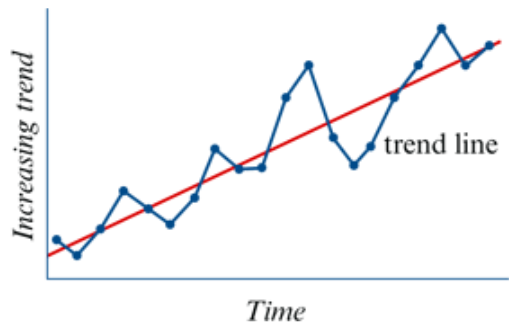 Increasing trend
trend line
Time